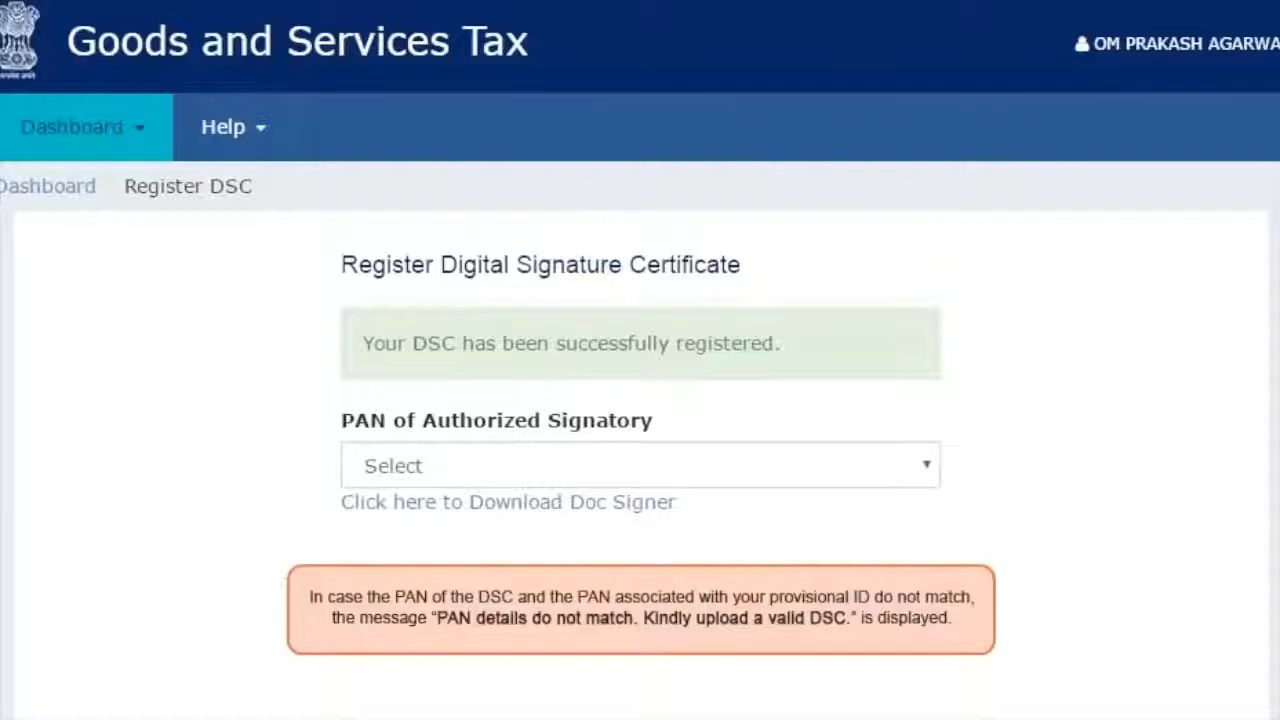 Goods and Services Tax
OM PRAKASH AGARWA
Dashboard
Help
Dashboard
Register DSC
Register Digital Signature Certificate
Your DSC has been successfully registered.
PAN of Authorized Signatory
Select
Click here to Download Doc Signer
In case the PAN of the DSC and the PAN associated with your provisional ID do not match,
the message “PAN details do not match. Kindly upload a valid DSC.” is displayed.